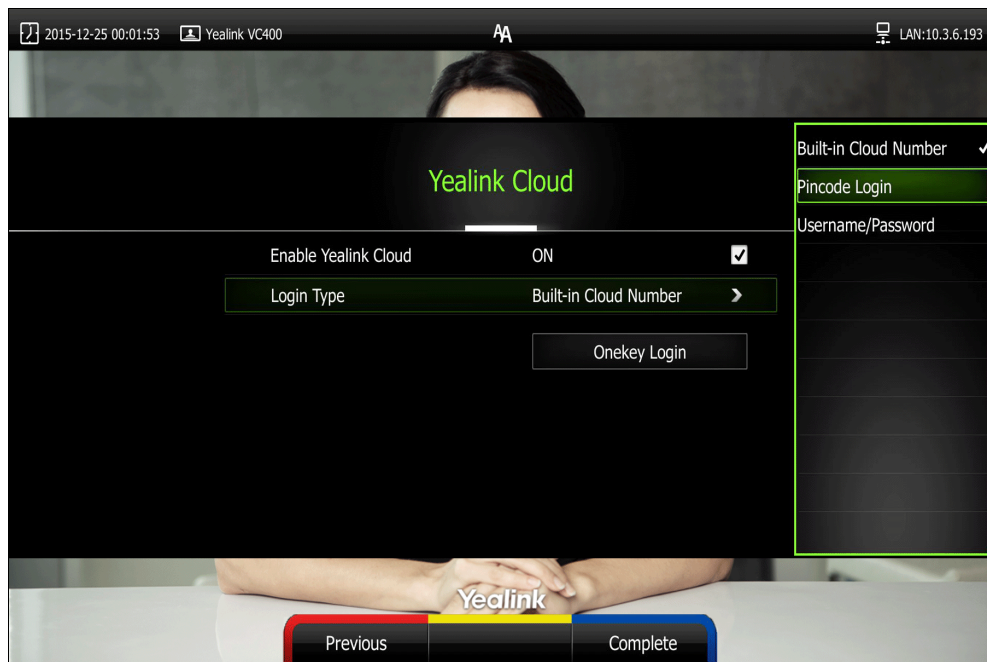 2015-12-25 00:01:53 Yealink VC400 AA LAN:10.3.6.193
Yealink Cloud
Enable Yealink Cloud ON
Login Type Built-in Cloud Number
Onekey Login
Built-in Cloud Number
Pincode Login
Username/Password
Yealink
Previous Complete